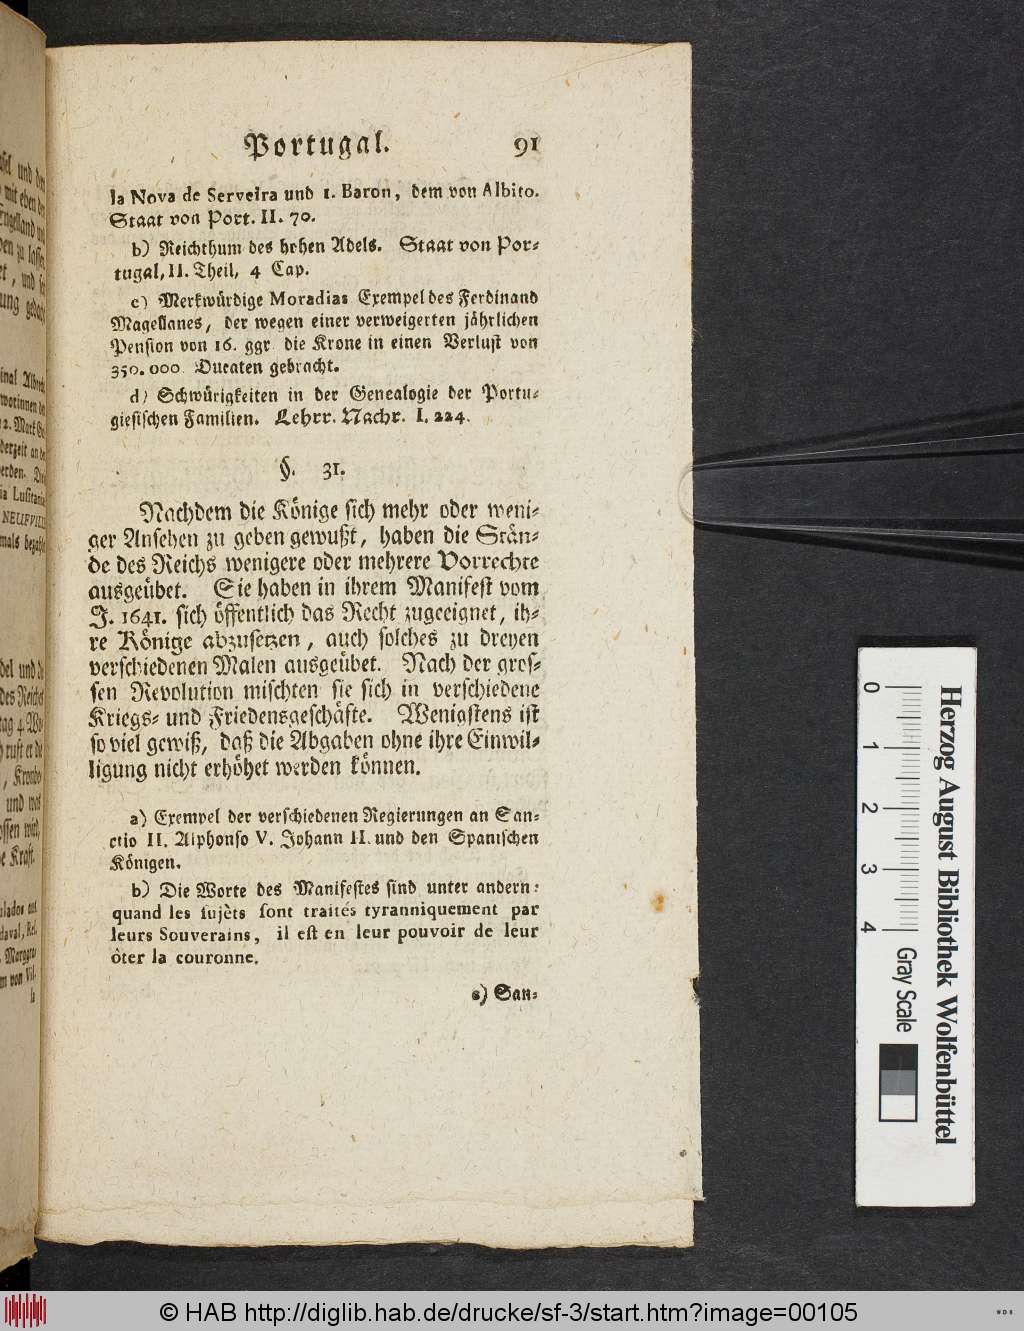 Portugal. 91
la Nova de Serveira und 1. Baron, dem von Albito.
Staat von Port. II. 70.
b) Reichthum des hohen Adels. Staat von Por-
tugal, II. Theil, 4 Cap.
c) Merkwürdige Moradias Exempel des Ferdinand
Magellanes, der wegen einer verweigerten jährlichen
Pension von 16. ggr die Krone in einen Verlust von
350.000 Ducaten gebracht.
d) Schwürigkeiten in der Genealogie der Portu-
giesischen Familien. Lehrr. Nachr. I. 224.
§. 31.
Nachdem die Könige sich mehr oder weni-
ger Ansehen zu geben gewußt, haben die Stän-
de des Reichs wenigere oder mehrere Vorrechte
ausgeübet. Sie haben in ihrem Manifest vom
J. 1641. sich öffentlich das Recht zugeeignet, ih-
re Könige abzusetzen, auch solches zu dreyen
verschiedenen Malen ausgeübet. Nach der gros-
sen Revolution mischten sie sich in verschiedene
Kriegs- und Friedensgeschäfte. Wenigstens ist
so viel gewiß, daß die Abgaben ohne ihre Einwil-
ligung nicht erhöhet werden können.
a) Exempel der verschiedenen Regierungen an San-
ctio II. Alphonso V. Johann II. und den Spanischen
Königen.
b) Die Worte des Manifestes sind unter andern:
quand les sujèts sont traités tyranniquement par
leurs Souverains, il est en leur pouvoir de leur
ôter la couronne.
c) San-
Herzog August Bibliothek Wolfenbüttel
0 1 2 3 4 Gray Scale
© HAB http://diglib.hab.de/drucke/sf-3/start.htm?image=00105